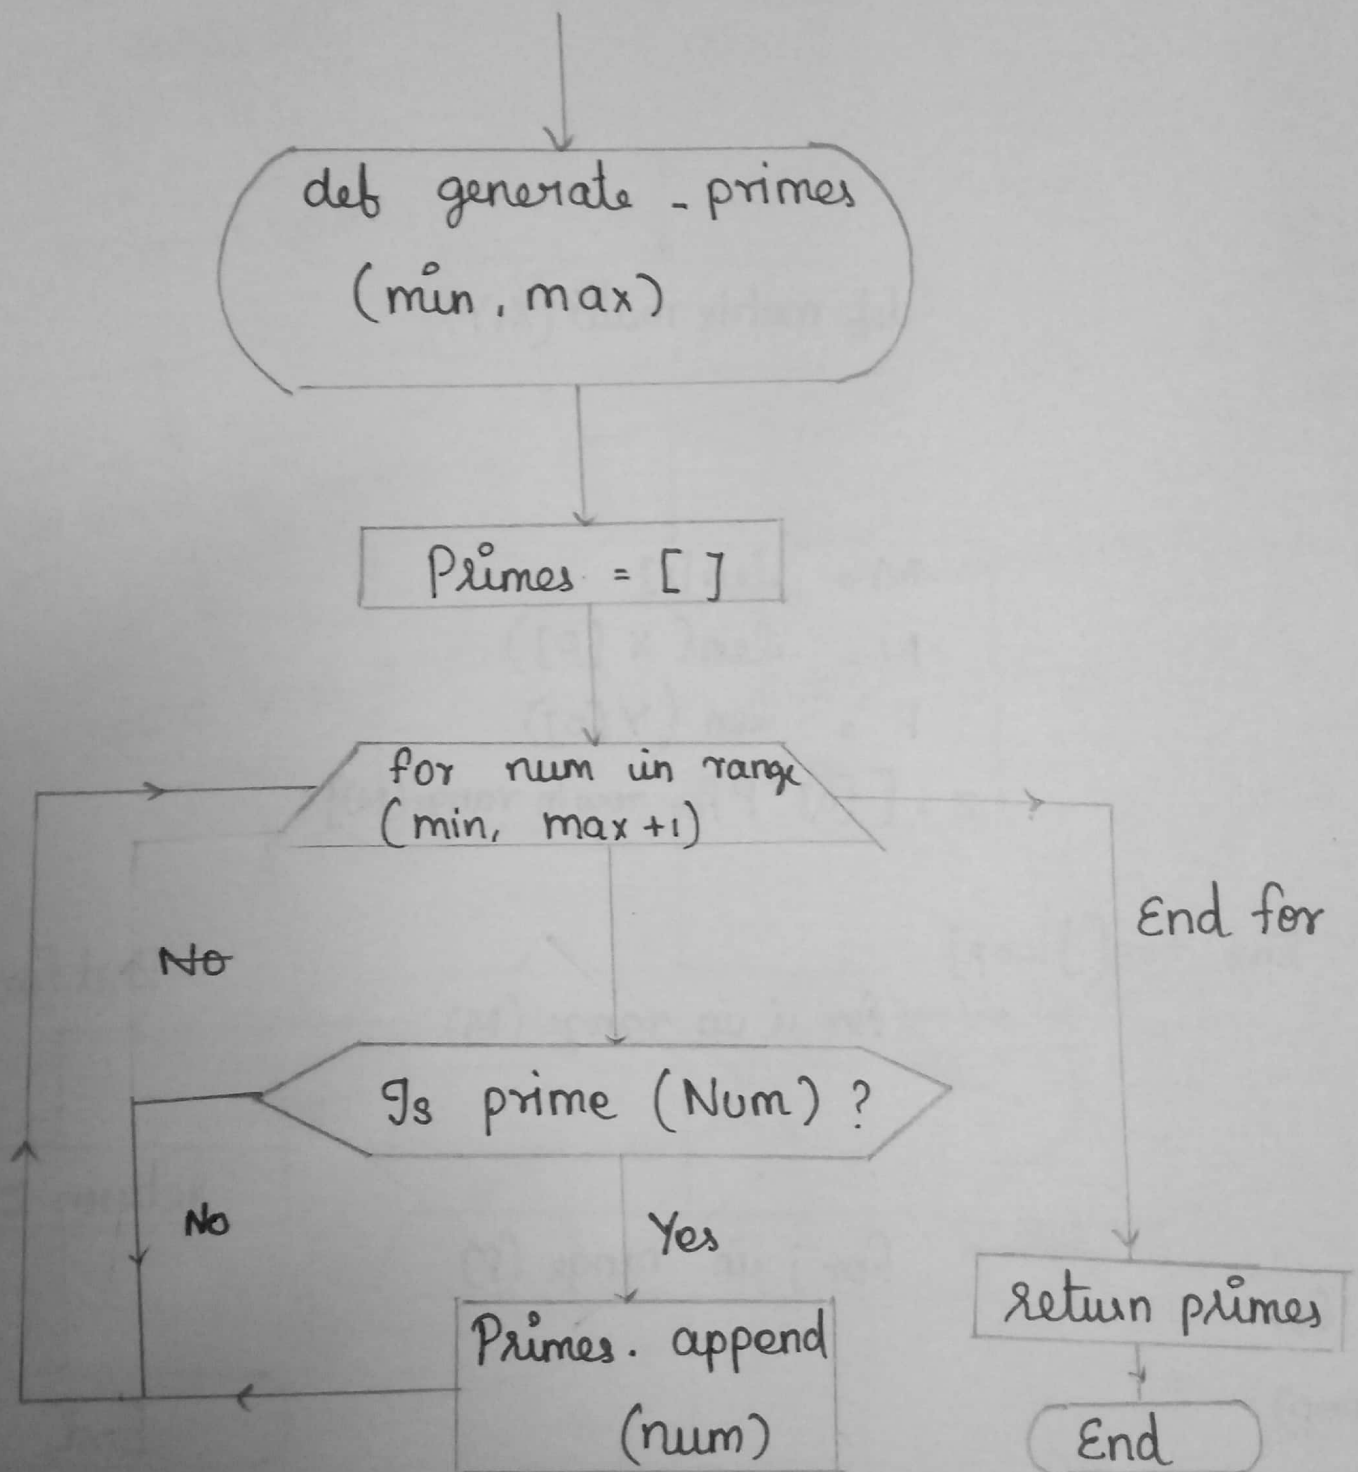 def generate_primes
(min, max)
Primes = []
for num in range
(min, max+1)
End for
No
Is prime (Num) ?
No
Yes
Primes. append
(num)
return primes
End